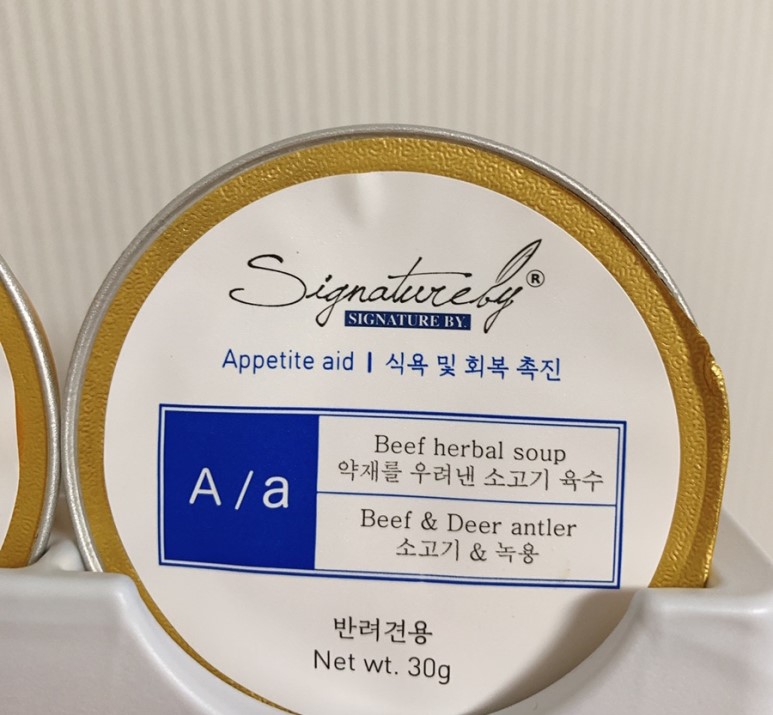 Signatureby®
SIGNATURE BY.
Appetite aid | 식욕 및 회복 촉진
A/a
Beef herbal soup
약재를 우려낸 소고기 육수
Beef & Deer antler
소고기 & 녹용
반려견용
Net wt. 30g